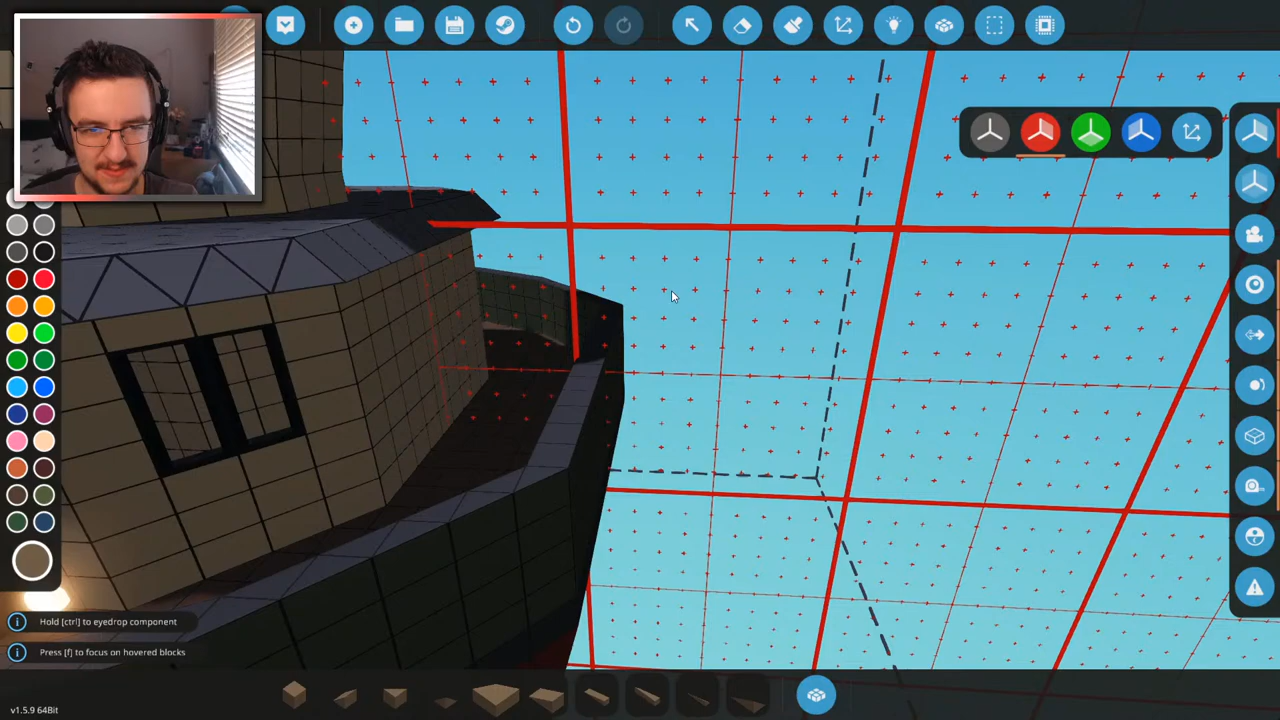 Hold [ctrl] to eyedrop component
Press [f] to focus on hovered blocks
v1.5.9 64Bit